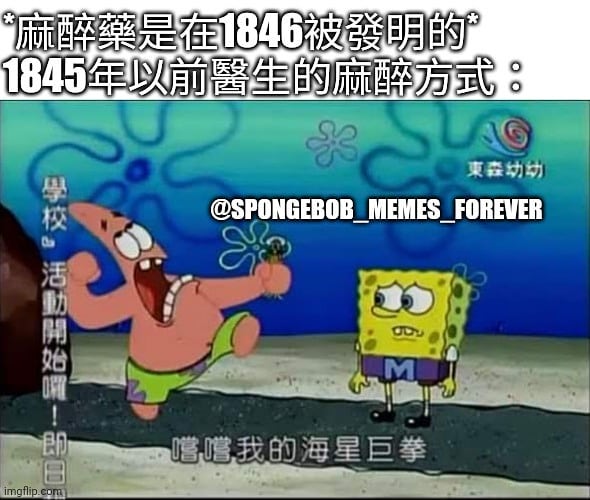 *麻醉藥是在1846被發明的*
1845年以前醫生的麻醉方式：
東森幼幼
@SPONGEBOB_MEMES_FOREVER
學校』活動開始囉！即日
M
嚐嚐我的海星巨拳
imgflip.com